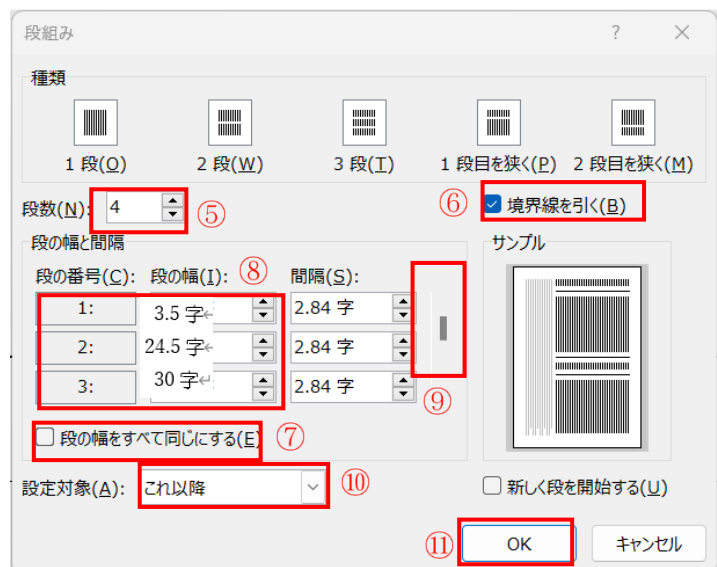 段組み ? ×
種類
1 段(O) 2 段(W) 3 段(T) 1 段目を狭く(P) 2 段目を狭く(M)
段数(N): 4 ⑤ ⑥ 境界線を引く(B)
段の幅と間隔 サンプル
段の番号(C): 段の幅(I): ⑧ 間隔(S):
1: 3.5 字↵ 2.84 字
2: 24.5 字↵ 2.84 字
3: 30 字↵ 2.84 字
⑨
段の幅をすべて同じにする(E) ⑦
設定対象(A): これ以降 ⑩ 新しく段を開始する(U)
⑪ OK キャンセル